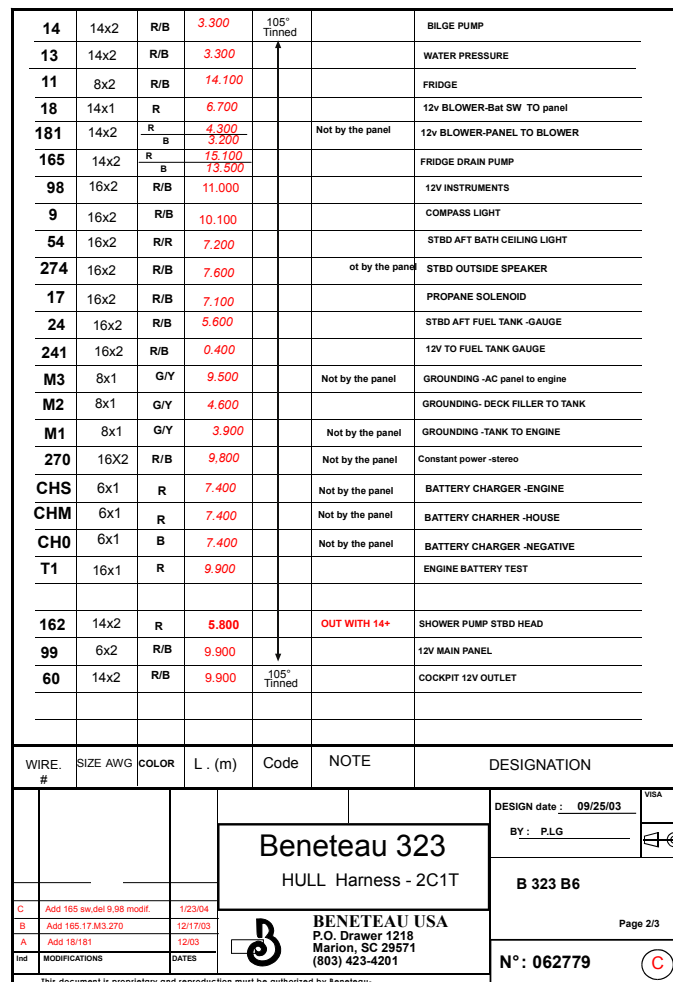 14 14x2 R/B 3.300 105° Tinned BILGE PUMP
13 14x2 R/B 3.300 WATER PRESSURE
11 8x2 R/B 14.100 FRIDGE
18 14x1 R 6.700 12v BLOWER-Bat SW TO panel
181 14x2 R 4.300 B 3.200 Not by the panel 12v BLOWER-PANEL TO BLOWER
165 14x2 R 15.100 B 13.500 FRIDGE DRAIN PUMP
98 16x2 R/B 11.000 12V INSTRUMENTS
9 16x2 R/B 10.100 COMPASS LIGHT
54 16x2 R/R 7.200 STBD AFT BATH CEILING LIGHT
274 16x2 R/B 7.600 ot by the panel STBD OUTSIDE SPEAKER
17 16x2 R/B 7.100 PROPANE SOLENOID
24 16x2 R/B 5.600 STBD AFT FUEL TANK -GAUGE
241 16x2 R/B 0.400 12V TO FUEL TANK GAUGE
M3 8x1 G/Y 9.500 Not by the panel GROUNDING -AC panel to engine
M2 8x1 G/Y 4.600 GROUNDING- DECK FILLER TO TANK
M1 8x1 G/Y 3.900 Not by the panel GROUNDING -TANK TO ENGINE
270 16X2 R/B 9,800 Not by the panel Constant power -stereo
CHS 6x1 R 7.400 Not by the panel BATTERY CHARGER -ENGINE
CHM 6x1 R 7.400 Not by the panel BATTERY CHARHER -HOUSE
CH0 6x1 B 7.400 Not by the panel BATTERY CHARGER -NEGATIVE
T1 16x1 R 9.900 ENGINE BATTERY TEST
162 14x2 R 5.800 OUT WITH 14+ SHOWER PUMP STBD HEAD
99 6x2 R/B 9.900 12V MAIN PANEL
60 14x2 R/B 9.900 105° Tinned COCKPIT 12V OUTLET
WIRE. # SIZE AWG COLOR L . (m) Code NOTE DESIGNATION
DESIGN date : 09/25/03
VISA
BY : P.LG
Beneteau 323
HULL Harness - 2C1T
B 323 B6
C Add 165 sw,del 9,98 modif. 1/23/04
B Add 165.17.M3.270 12/17/03
A Add 18/181 12/03
Ind MODIFICATIONS DATES
BENETEAU USA
P.O. Drawer 1218
Marion, SC 29571
(803) 423-4201
Page 2/3
N°: 062779 C
This document is proprietary and reproduction must be authorized by Beneteau.